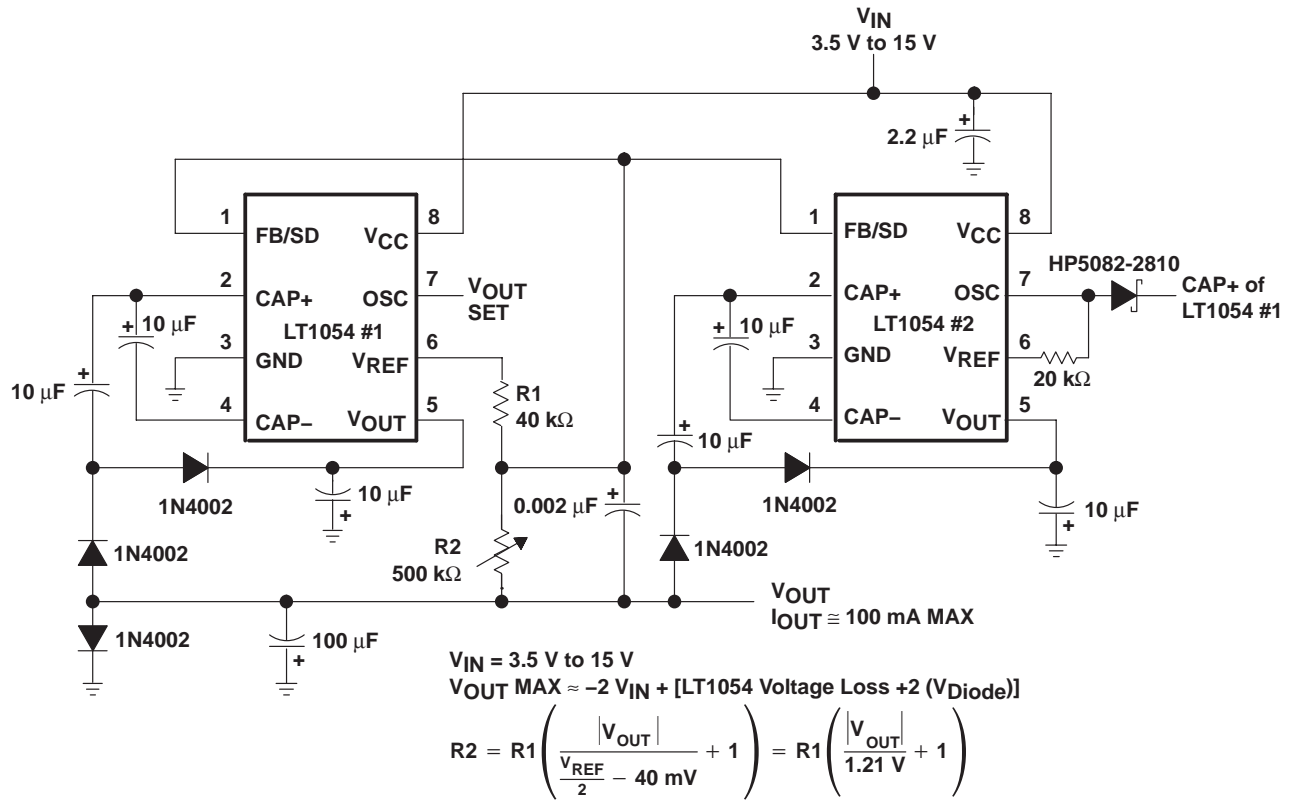 VIN
3.5 V to 15 V
2.2 μF
+
1
FB/SD
VCC
8
2
CAP+
OSC
7
VOUT
SET
LT1054 #1
3
GND
VREF
6
4
CAP–
VOUT
5
+
10 μF
10 μF
+
1N4002
10 μF
+
1N4002
1N4002
100 μF
+
R1
40 kΩ
R2
500 kΩ
0.002 μF
+
1
FB/SD
VCC
8
2
CAP+
OSC
7
LT1054 #2
3
GND
VREF
6
4
CAP–
VOUT
5
HP5082-2810
CAP+ of
LT1054 #1
20 kΩ
+
10 μF
+
10 μF
1N4002
1N4002
10 μF
+
VOUT
IOUT ≅ 100 mA MAX
VIN = 3.5 V to 15 V
VOUT MAX ≈ –2 VIN + [LT1054 Voltage Loss +2 (VDiode)]
R2 = R1 ( |VOUT| / (VREF/2 – 40 mV) + 1 ) = R1 ( |VOUT| / 1.21 V + 1 )